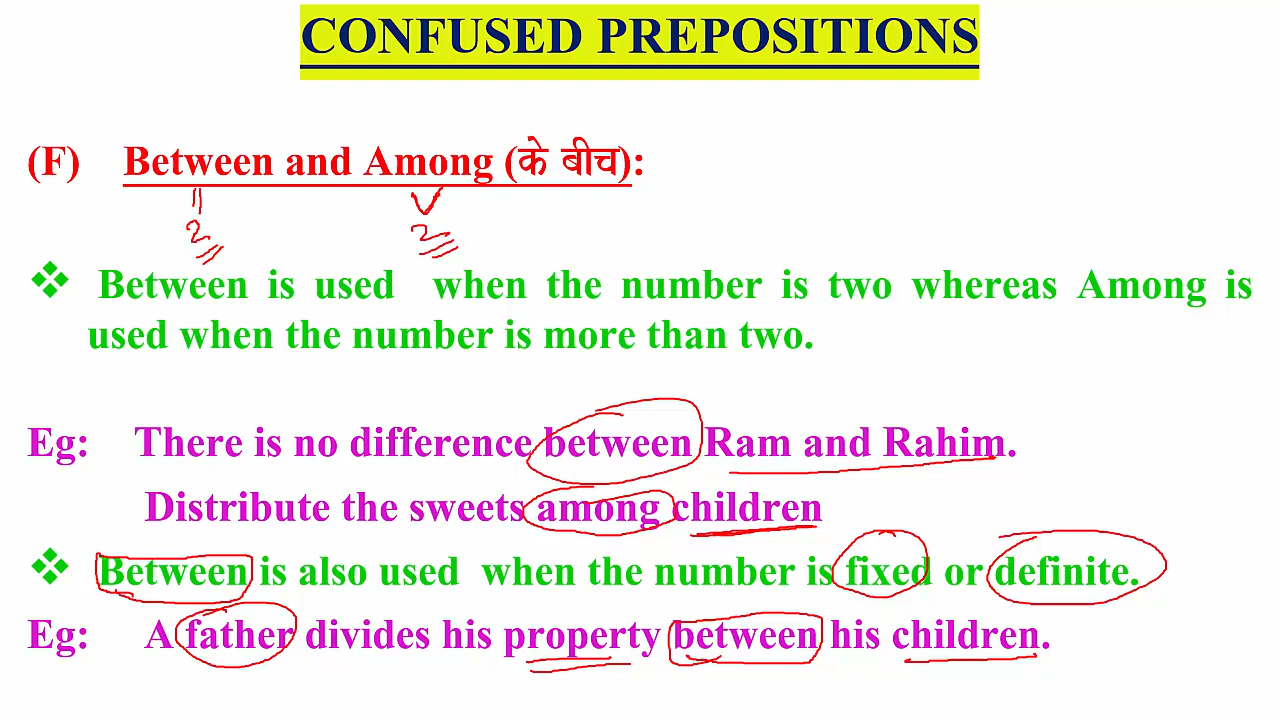 CONFUSED PREPOSITIONS
(F) Between and Among (के बीच):
2 2
❖ Between is used when the number is two whereas Among is
used when the number is more than two.
Eg: There is no difference between Ram and Rahim.
Distribute the sweets among children
❖ Between is also used when the number is fixed or definite.
Eg: A father divides his property between his children.